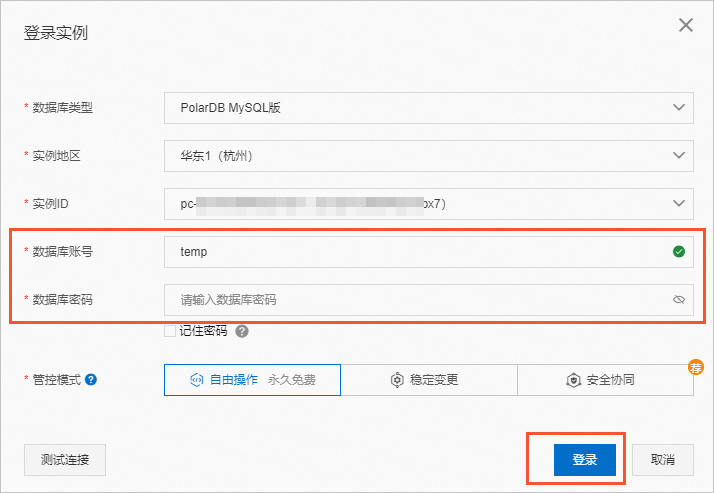 登录实例
* 数据库类型 PolarDB MySQL版
* 实例地区 华东1（杭州）
* 实例ID pc- px7）
* 数据库账号 temp
* 数据库密码 请输入数据库密码
记住密码 ?
荐
* 管控模式 ? 自由操作 永久免费 稳定变更 安全协同
测试连接 登录 取消